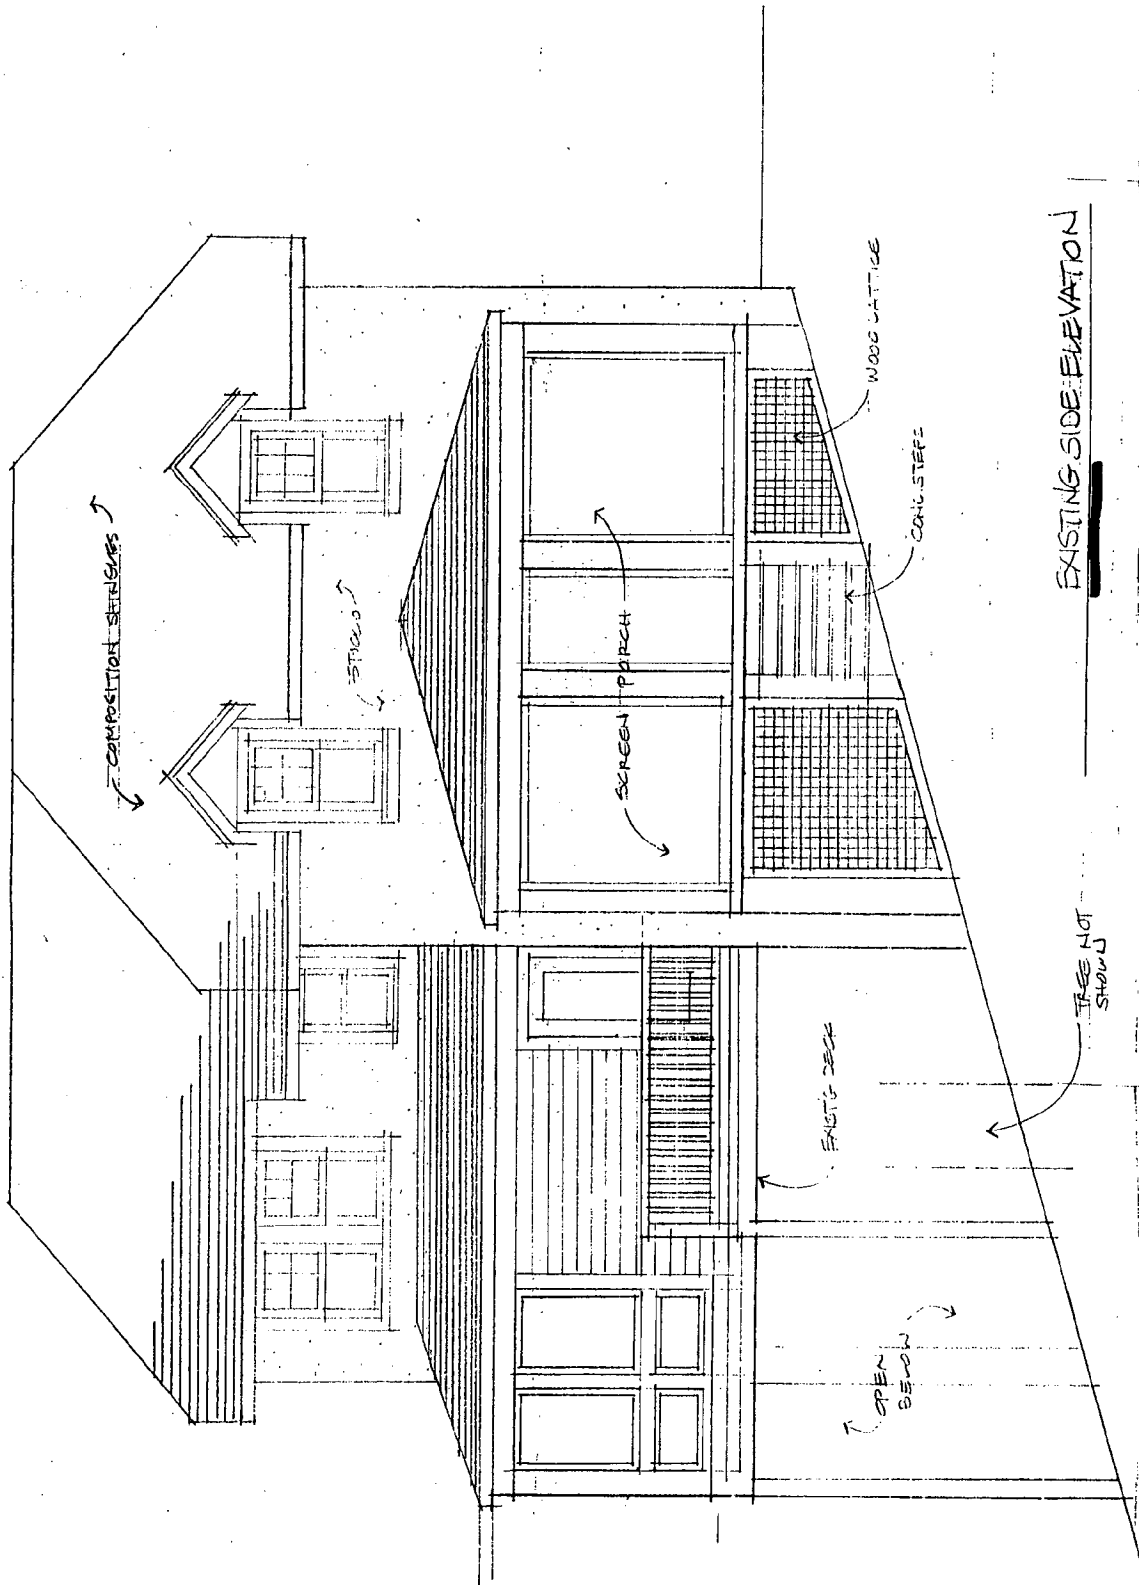 COMPOSITION SHINGLES
STUCCO
SCREEN PORCH
WOOD LATTICE
CONC. STEPS
EXIST'G DECK
OPEN
BELOW
TREE NOT
SHOWN
EXISTING SIDE ELEVATION